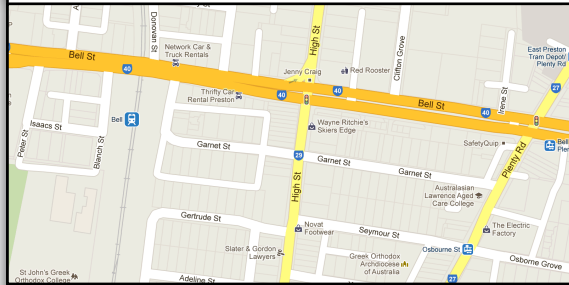 Donovan St
High St
Clifton Grove
East Preston
Tram Depot/
Plenty Rd
Network Car &
Truck Rentals
Bell St
40
Jenny Craig
Red Rooster
27
Thrifty Car
Rental Preston
40
40
Bell St
40
Irene St
Isaacs St
Bell
Wayne Ritchie's
Skiers Edge
Peter St
Blanch St
Garnet St
29
Garnet St
SafetyQuip
Bell
Plenty Rd
High St
Australasian
Lawrence Aged
Care College
Gertrude St
Novat
Footwear
Seymour St
The Electric
Factory
Slater & Gordon
Lawyers
Greek Orthodox
Archdiocese
of Australia
Osbourne St
Osborne Grove
St John's Greek
Orthodox College
Adeline St
27